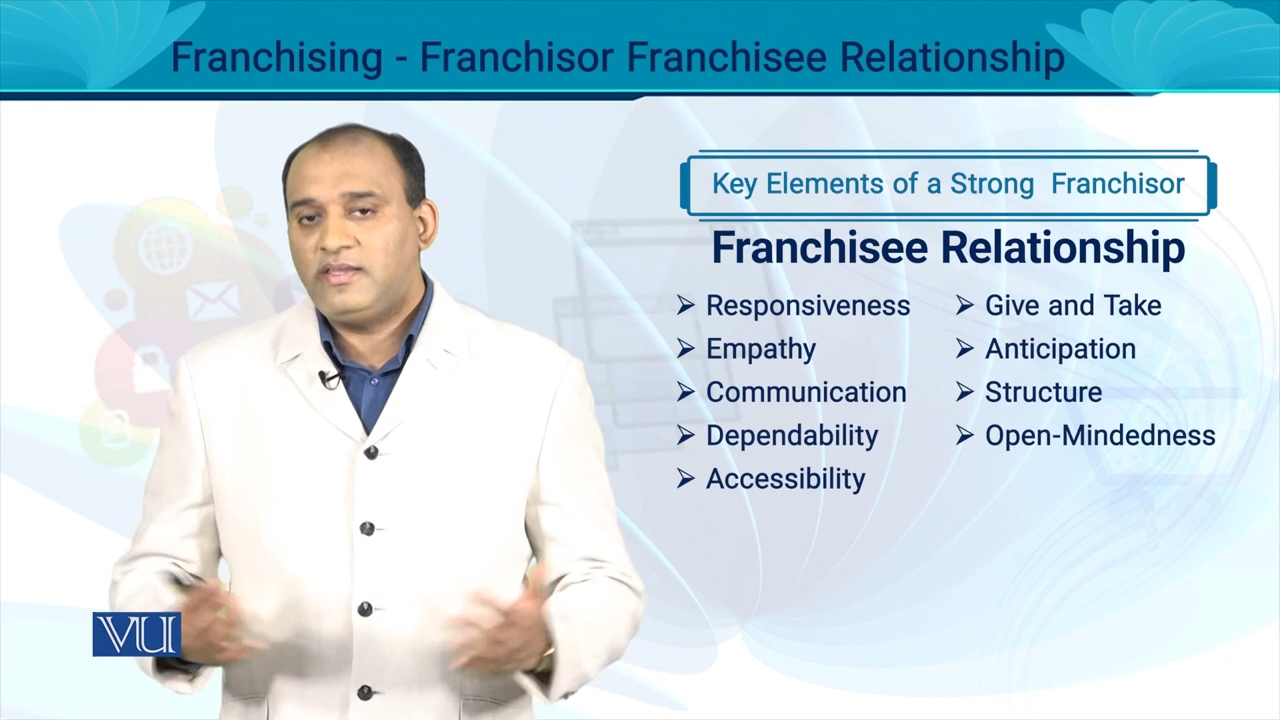 Franchising - Franchisor Franchisee Relationship
Key Elements of a Strong Franchisor
Franchisee Relationship
➢ Responsiveness
➢ Empathy
➢ Communication
➢ Dependability
➢ Accessibility
➢ Give and Take
➢ Anticipation
➢ Structure
➢ Open-Mindedness
VU